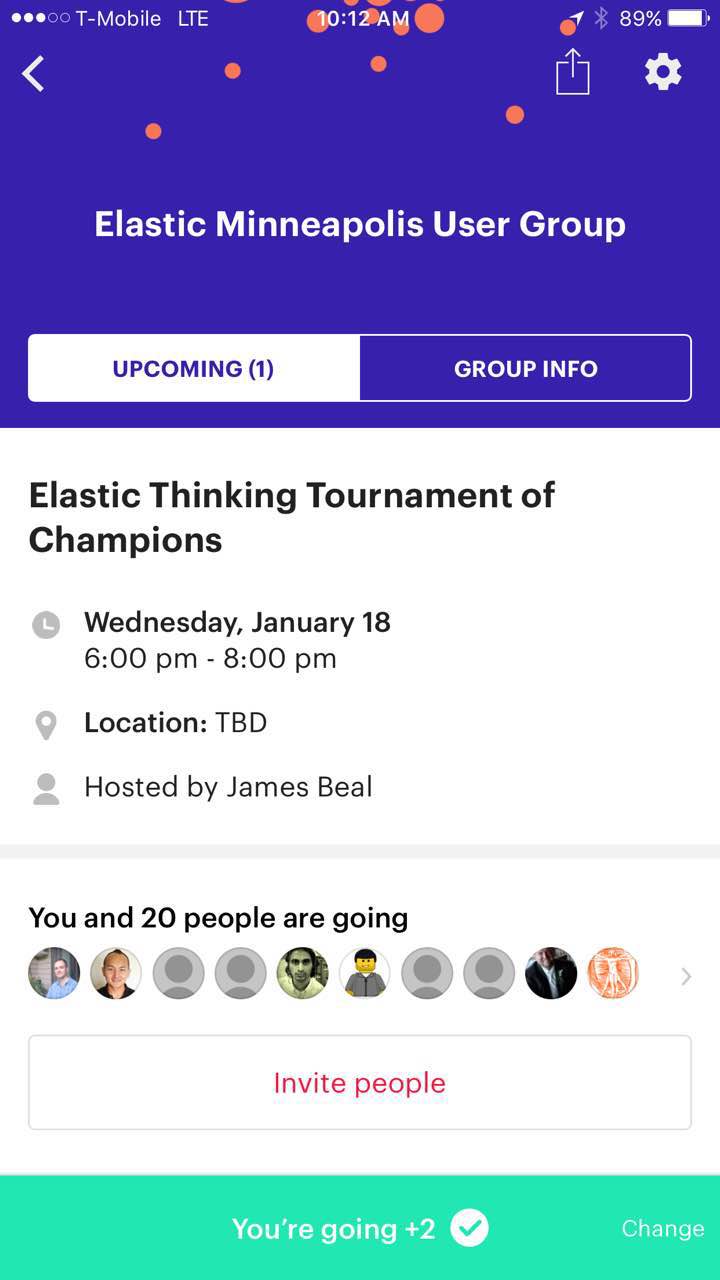 T-Mobile LTE 10:12 AM 89%
Elastic Minneapolis User Group
UPCOMING (1) GROUP INFO
Elastic Thinking Tournament of
Champions
Wednesday, January 18
6:00 pm - 8:00 pm
Location: TBD
Hosted by James Beal
You and 20 people are going
Invite people
You’re going +2 Change